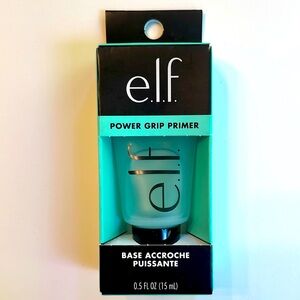 e.l.f.
POWER GRIP PRIMER
e.l.f.
BASE ACCROCHE
PUISSANTE
0.5 FL OZ (15 mL)